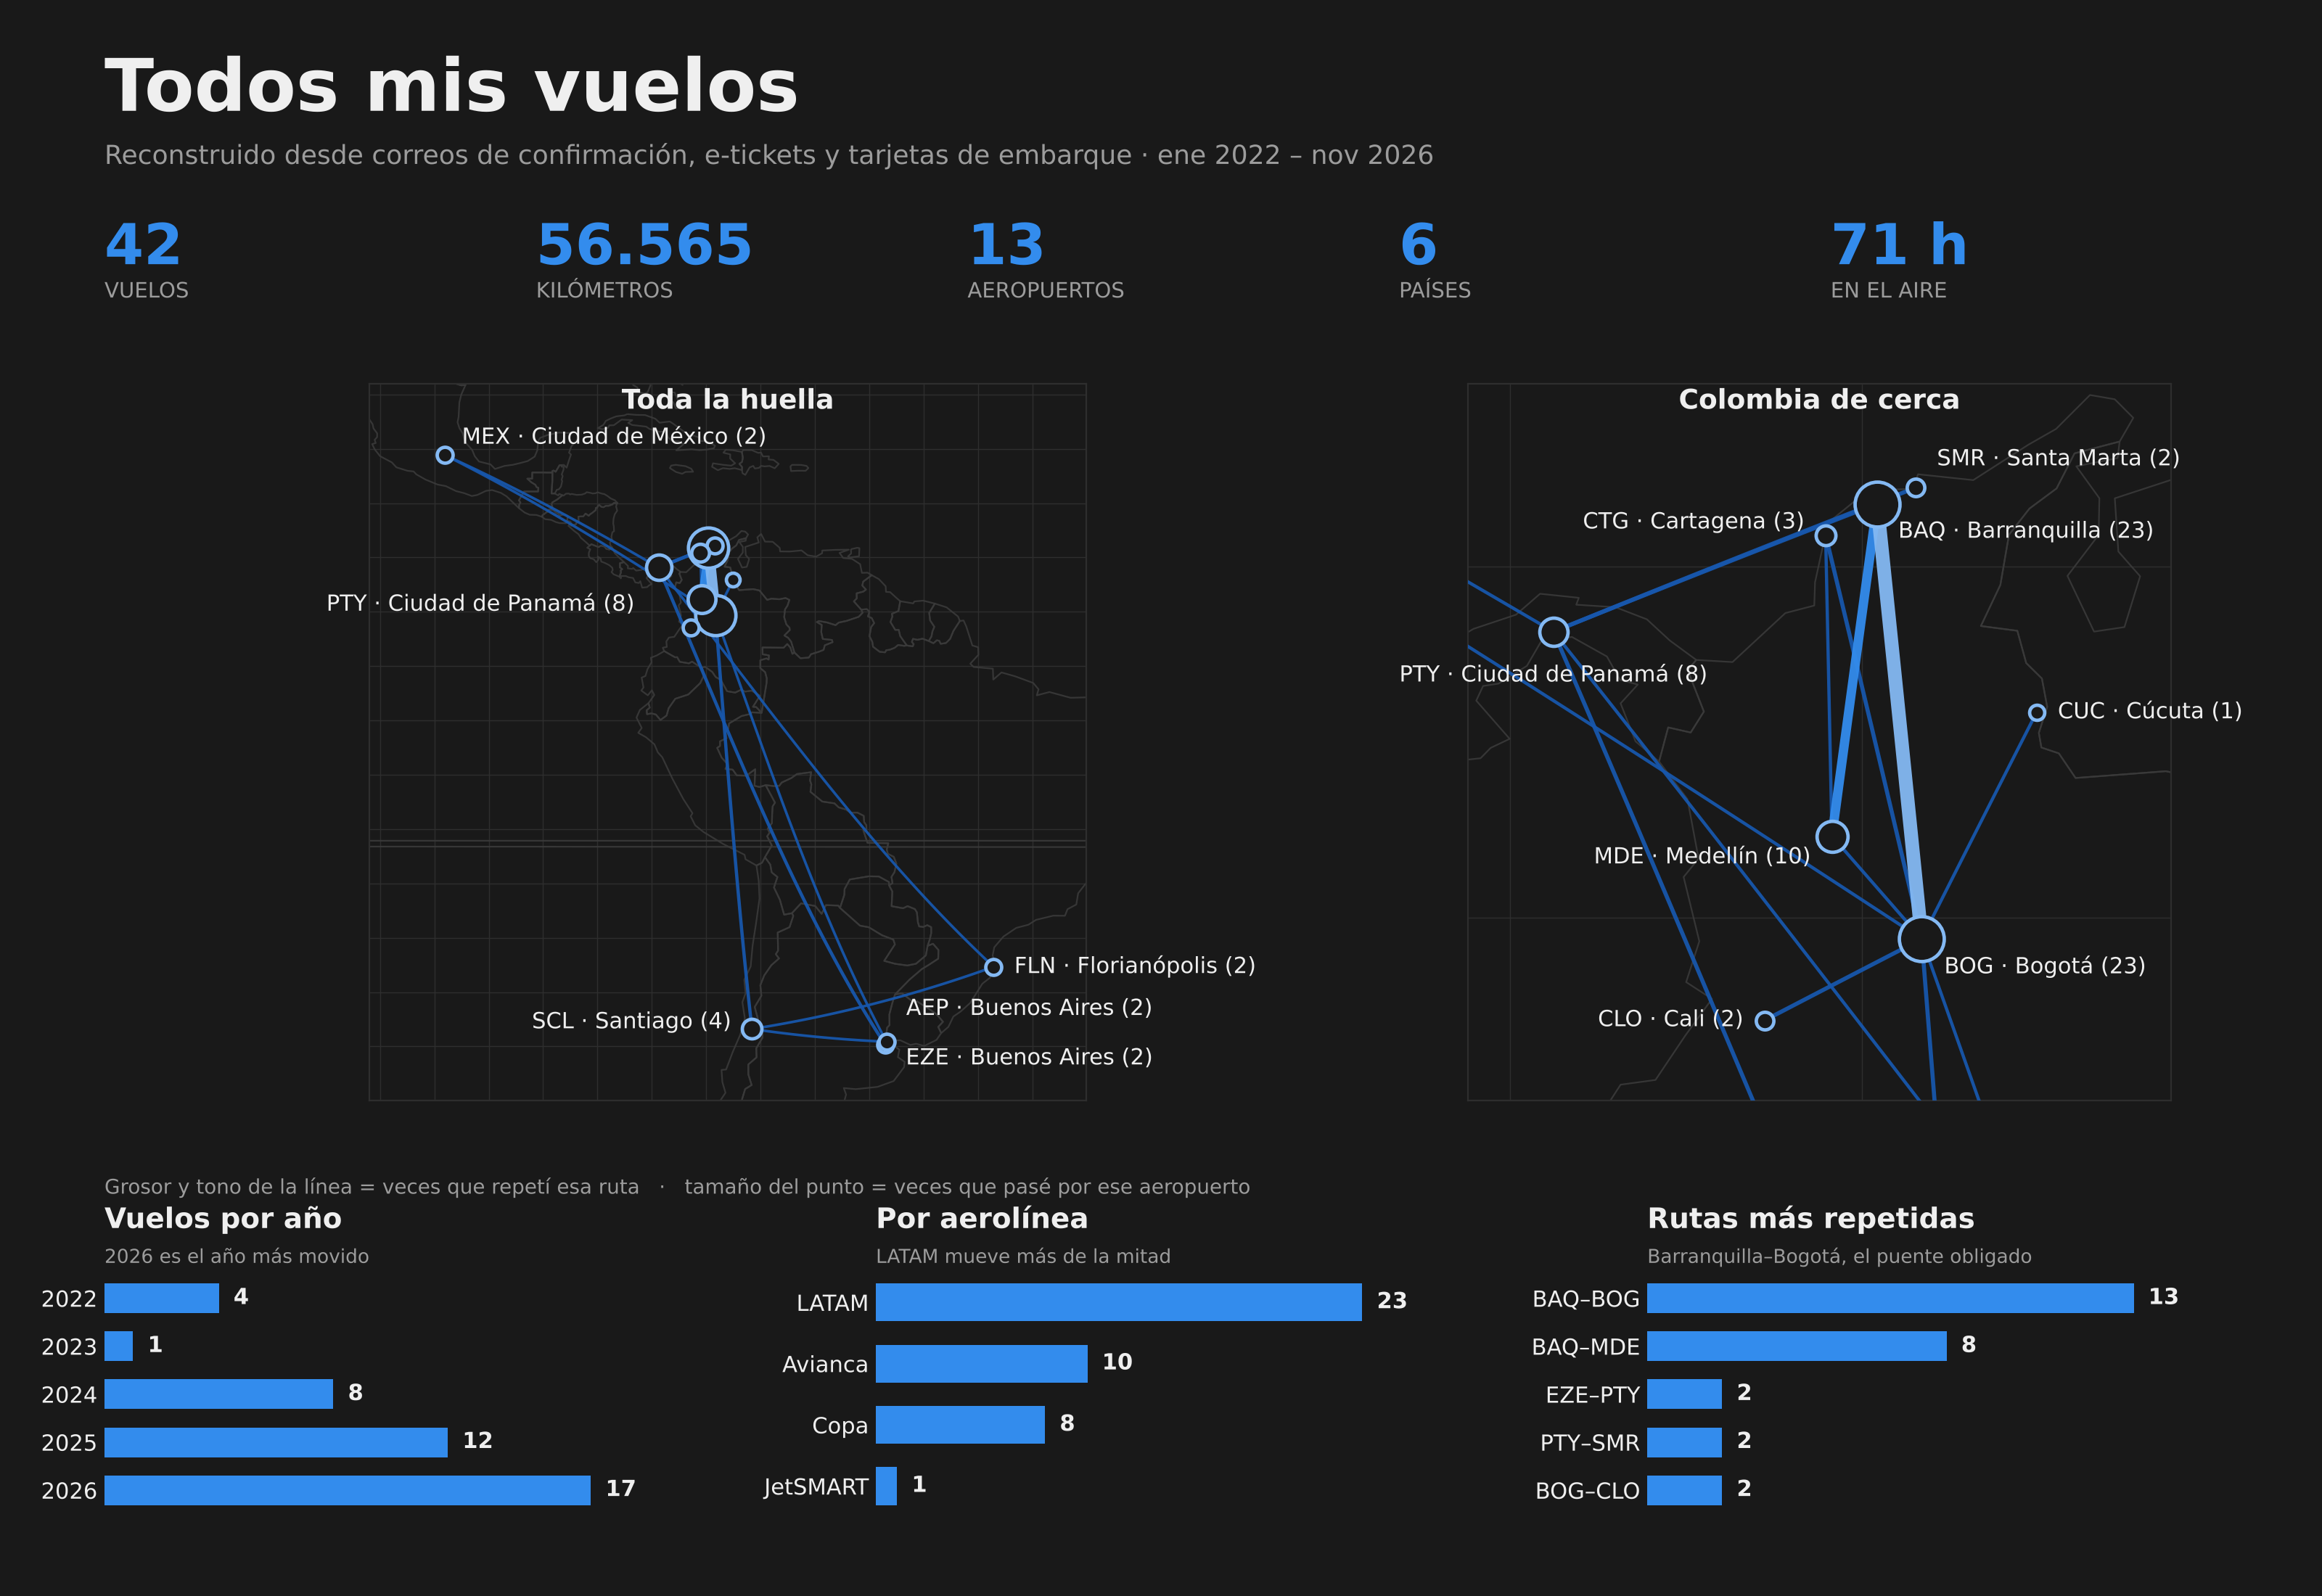 Todos mis vuelos
Reconstruido desde correos de confirmación, e-tickets y tarjetas de embarque · ene 2022 – nov 2026
42
VUELOS
56.565
KILÓMETROS
13
AEROPUERTOS
6
PAÍSES
71 h
EN EL AIRE
Toda la huella
MEX · Ciudad de México (2)
PTY · Ciudad de Panamá (8)
FLN · Florianópolis (2)
AEP · Buenos Aires (2)
SCL · Santiago (4)
EZE · Buenos Aires (2)
Colombia de cerca
SMR · Santa Marta (2)
CTG · Cartagena (3)
BAQ · Barranquilla (23)
PTY · Ciudad de Panamá (8)
CUC · Cúcuta (1)
MDE · Medellín (10)
BOG · Bogotá (23)
CLO · Cali (2)
Grosor y tono de la línea = veces que repetí esa ruta · tamaño del punto = veces que pasé por ese aeropuerto
Vuelos por año
2026 es el año más movido
2022 4
2023 1
2024 8
2025 12
2026 17
Por aerolínea
LATAM mueve más de la mitad
LATAM 23
Avianca 10
Copa 8
JetSMART 1
Rutas más repetidas
Barranquilla–Bogotá, el puente obligado
BAQ–BOG 13
BAQ–MDE 8
EZE–PTY 2
PTY–SMR 2
BOG–CLO 2